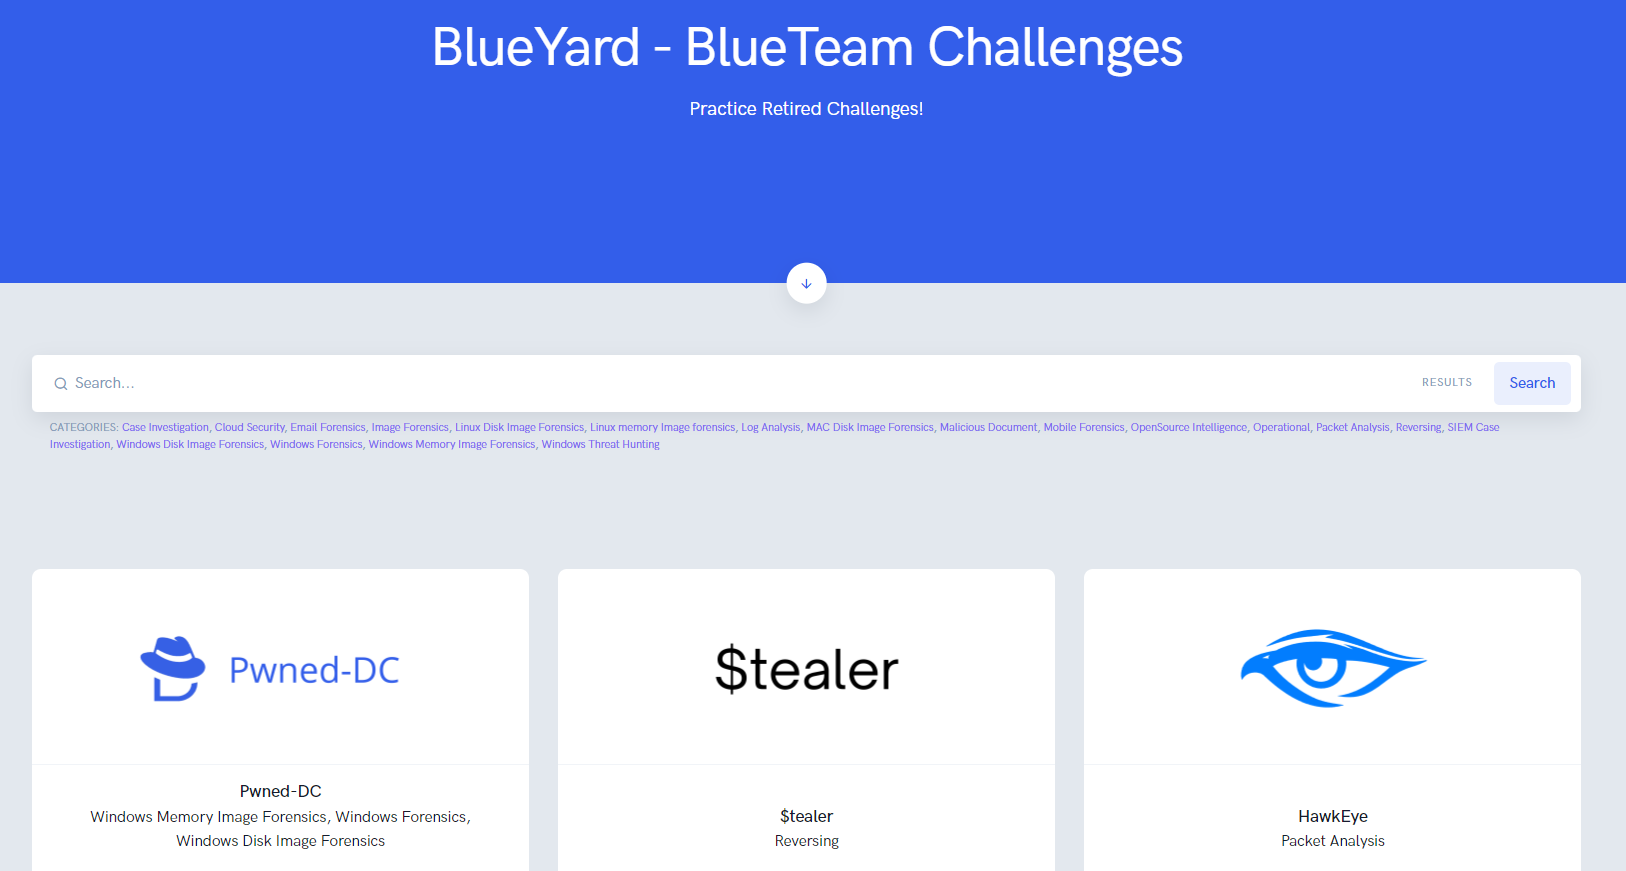 BlueYard - BlueTeam Challenges
Practice Retired Challenges!
Search...
RESULTS
Search
CATEGORIES: Case Investigation, Cloud Security, Email Forensics, Image Forensics, Linux Disk Image Forensics, Linux memory Image forensics, Log Analysis, MAC Disk Image Forensics, Malicious Document, Mobile Forensics, OpenSource Intelligence, Operational, Packet Analysis, Reversing, SIEM Case
Investigation, Windows Disk Image Forensics, Windows Forensics, Windows Memory Image Forensics, Windows Threat Hunting
Pwned-DC
$tealer
Pwned-DC
Windows Memory Image Forensics, Windows Forensics,
Windows Disk Image Forensics
$tealer
Reversing
HawkEye
Packet Analysis